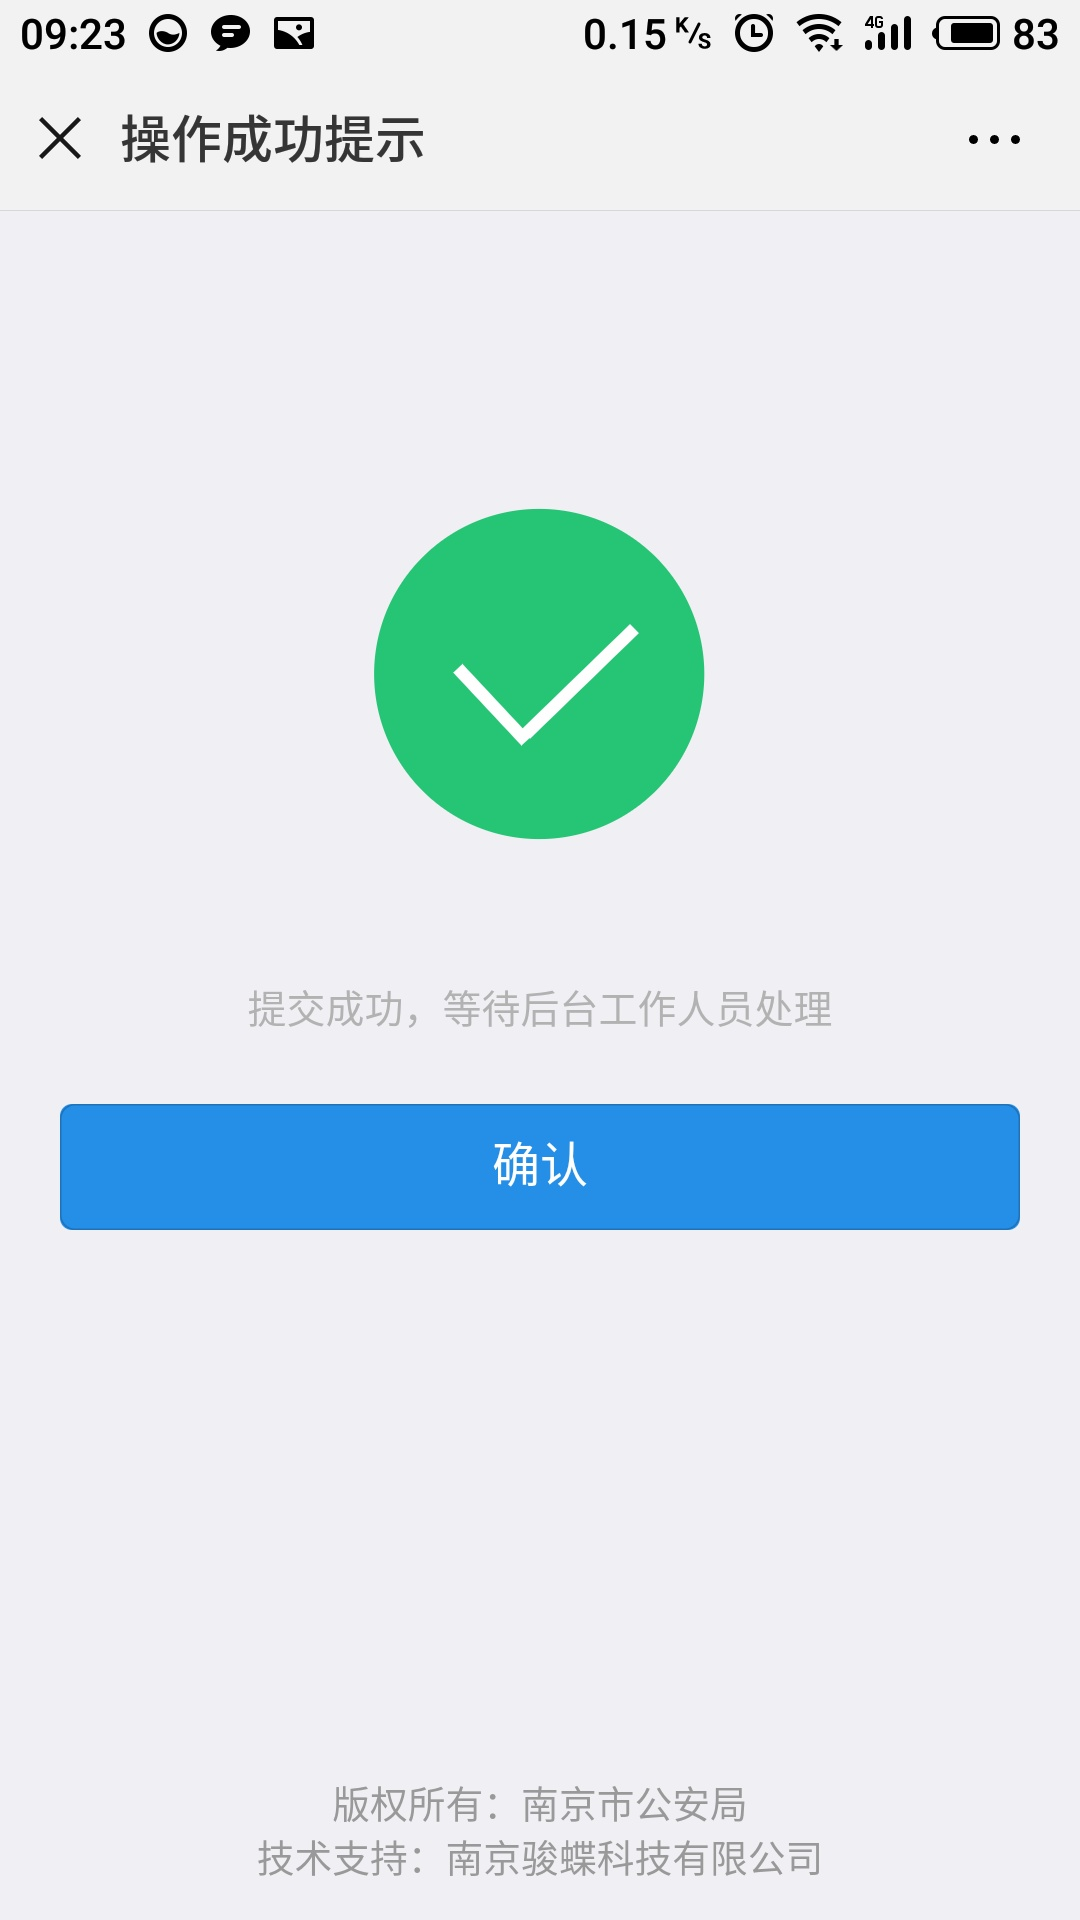 09:23 0.15 K/s 4G 83
操作成功提示
提交成功，等待后台工作人员处理
确认
版权所有：南京市公安局
技术支持：南京骏蝶科技有限公司